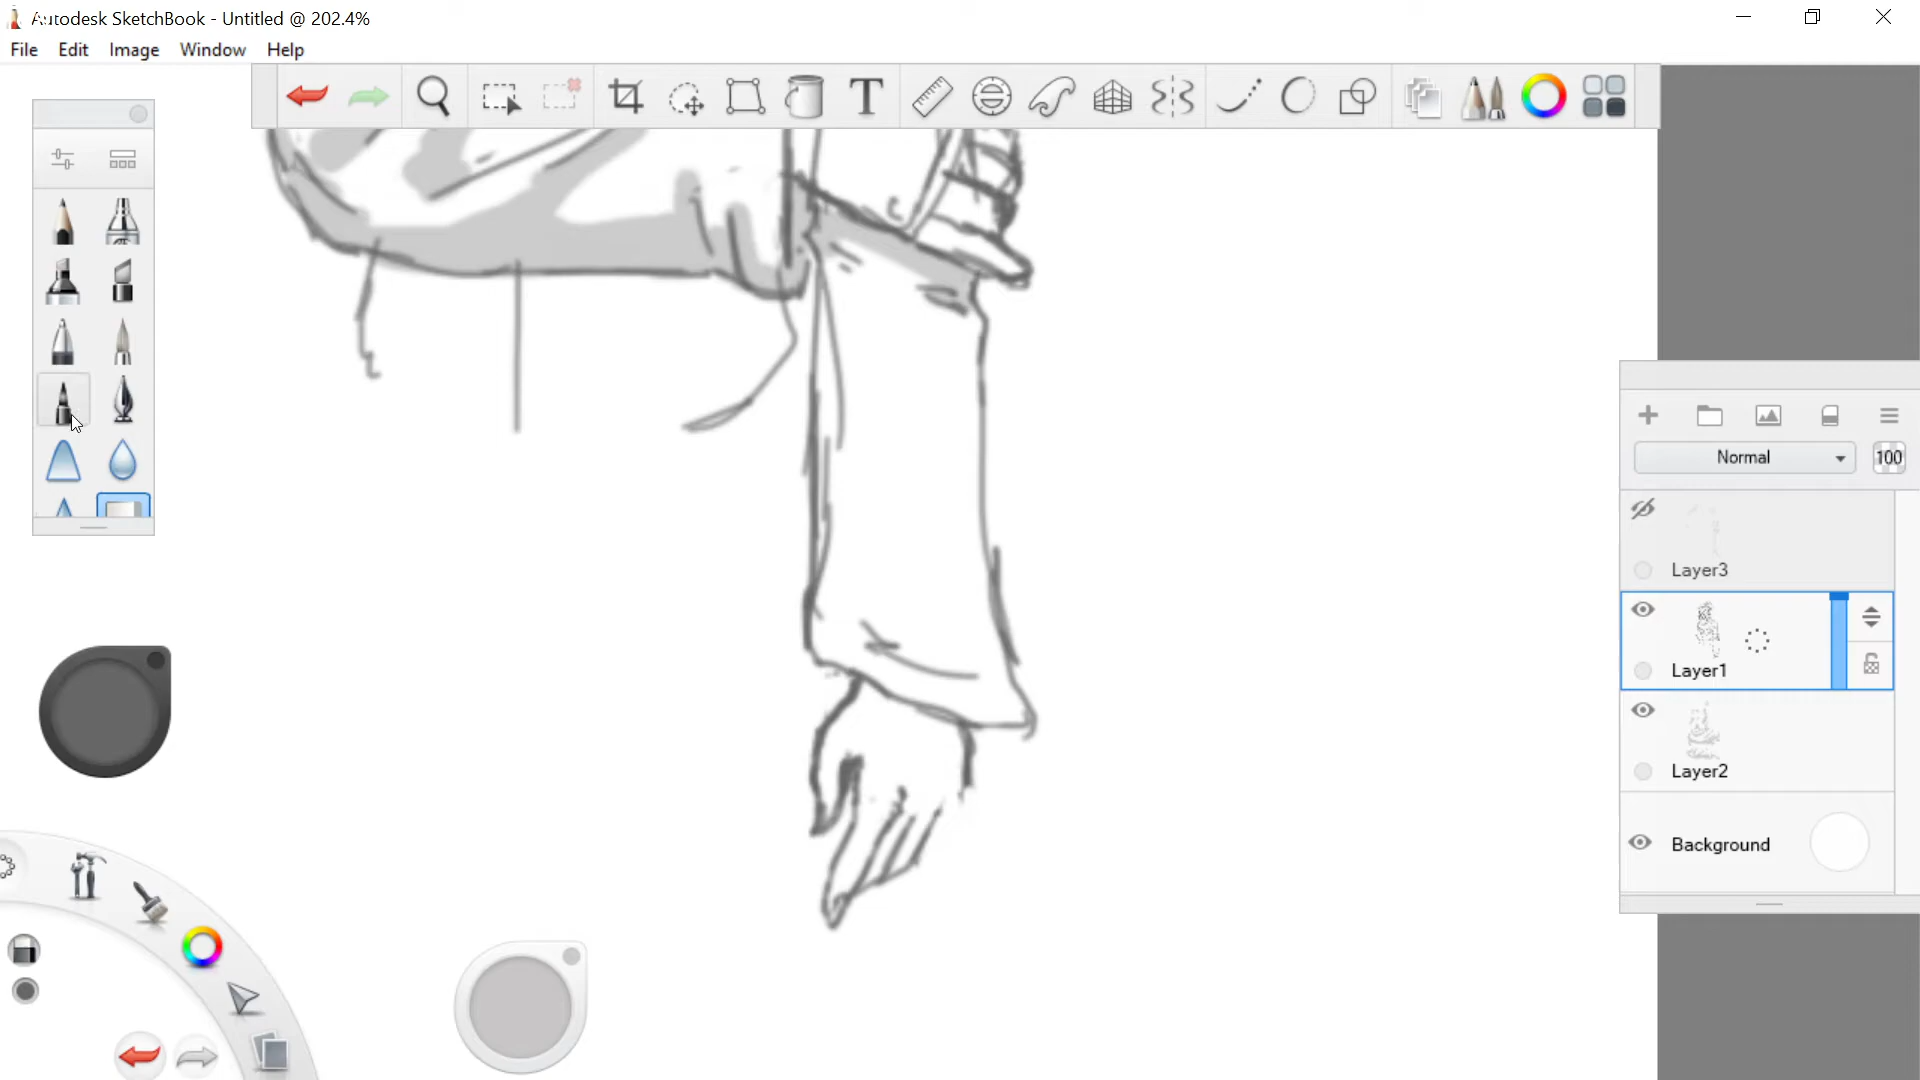 Autodesk SketchBook - Untitled @ 202.4%
File Edit Image Window Help
T
Normal 100
Layer3
Layer1
Layer2
Background